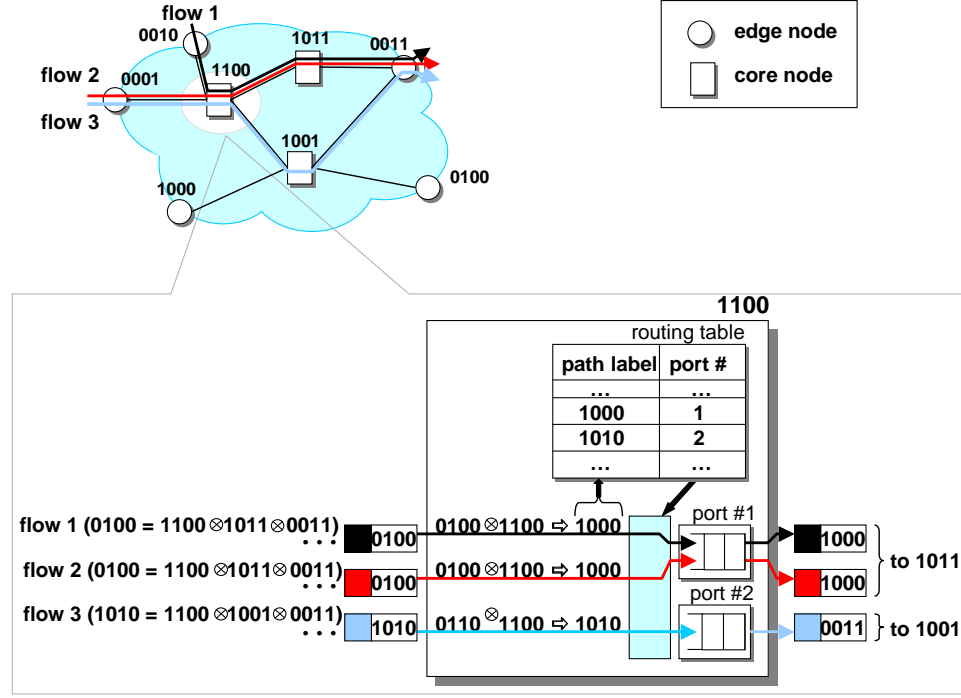 flow 1
0010
1011
0011
edge node
core node
flow 2
0001
1100
flow 3
1001
1000
0100
1100
routing table
path label port #
... ...
1000 1
1010 2
... ...
flow 1 (0100 = 1100 ⊗1011 ⊗0011)
...
0100
0100 ⊗1100 ⇨ 1000
port #1
1000
flow 2 (0100 = 1100 ⊗1011⊗ 0011)
...
0100
0100 ⊗1100 ⇨ 1000
1000
to 1011
flow 3 (1010 = 1100 ⊗1001⊗ 0011)
...
1010
0110 ⊗1100 ⇨ 1010
port #2
0011
to 1001